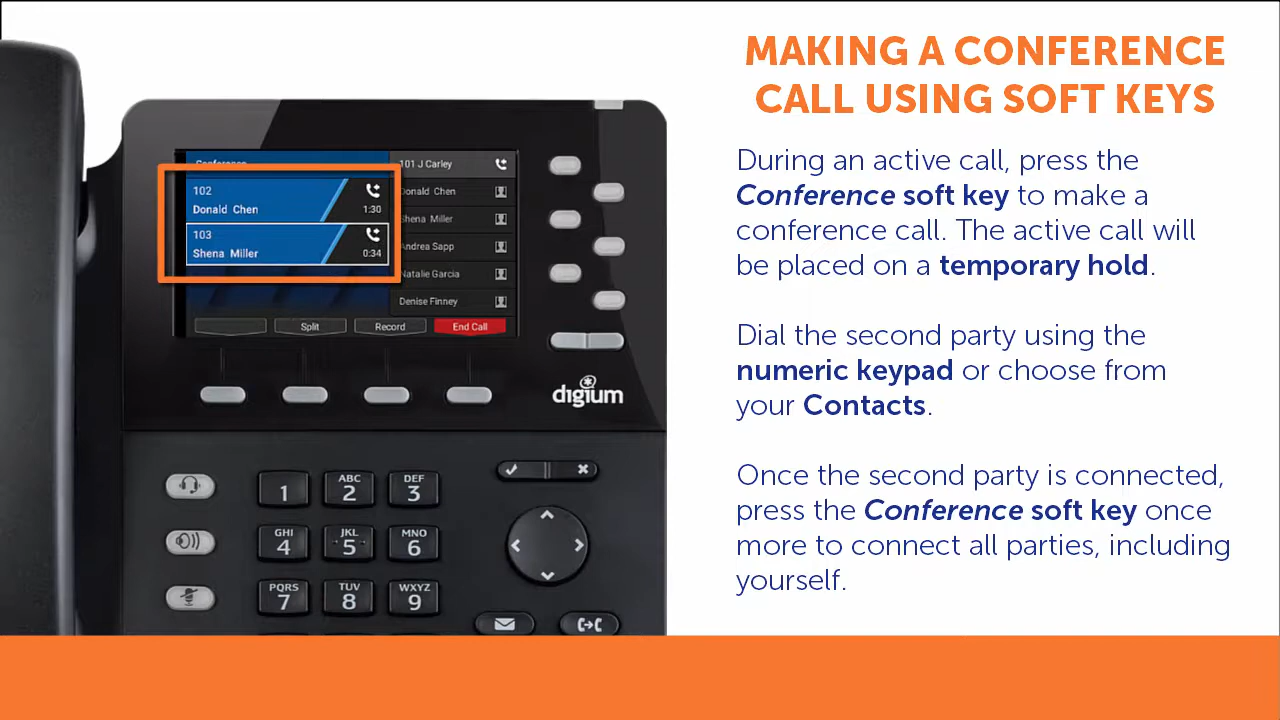 MAKING A CONFERENCE
CALL USING SOFT KEYS
During an active call, press the
Conference soft key to make a
conference call. The active call will
be placed on a temporary hold.
Dial the second party using the
numeric keypad or choose from
your Contacts.
Once the second party is connected,
press the Conference soft key once
more to connect all parties, including
yourself.
Conference
102
Donald Chen
1:30
103
Shena Miller
0:34
101 J Carley
Donald Chen
Shena Miller
Andrea Sapp
Natalie Garcia
Denise Finney
Split
Record
End Call
digium
1
ABC
2
DEF
3
GHI
4
JKL
5
MNO
6
PQRS
7
TUV
8
WXYZ
9